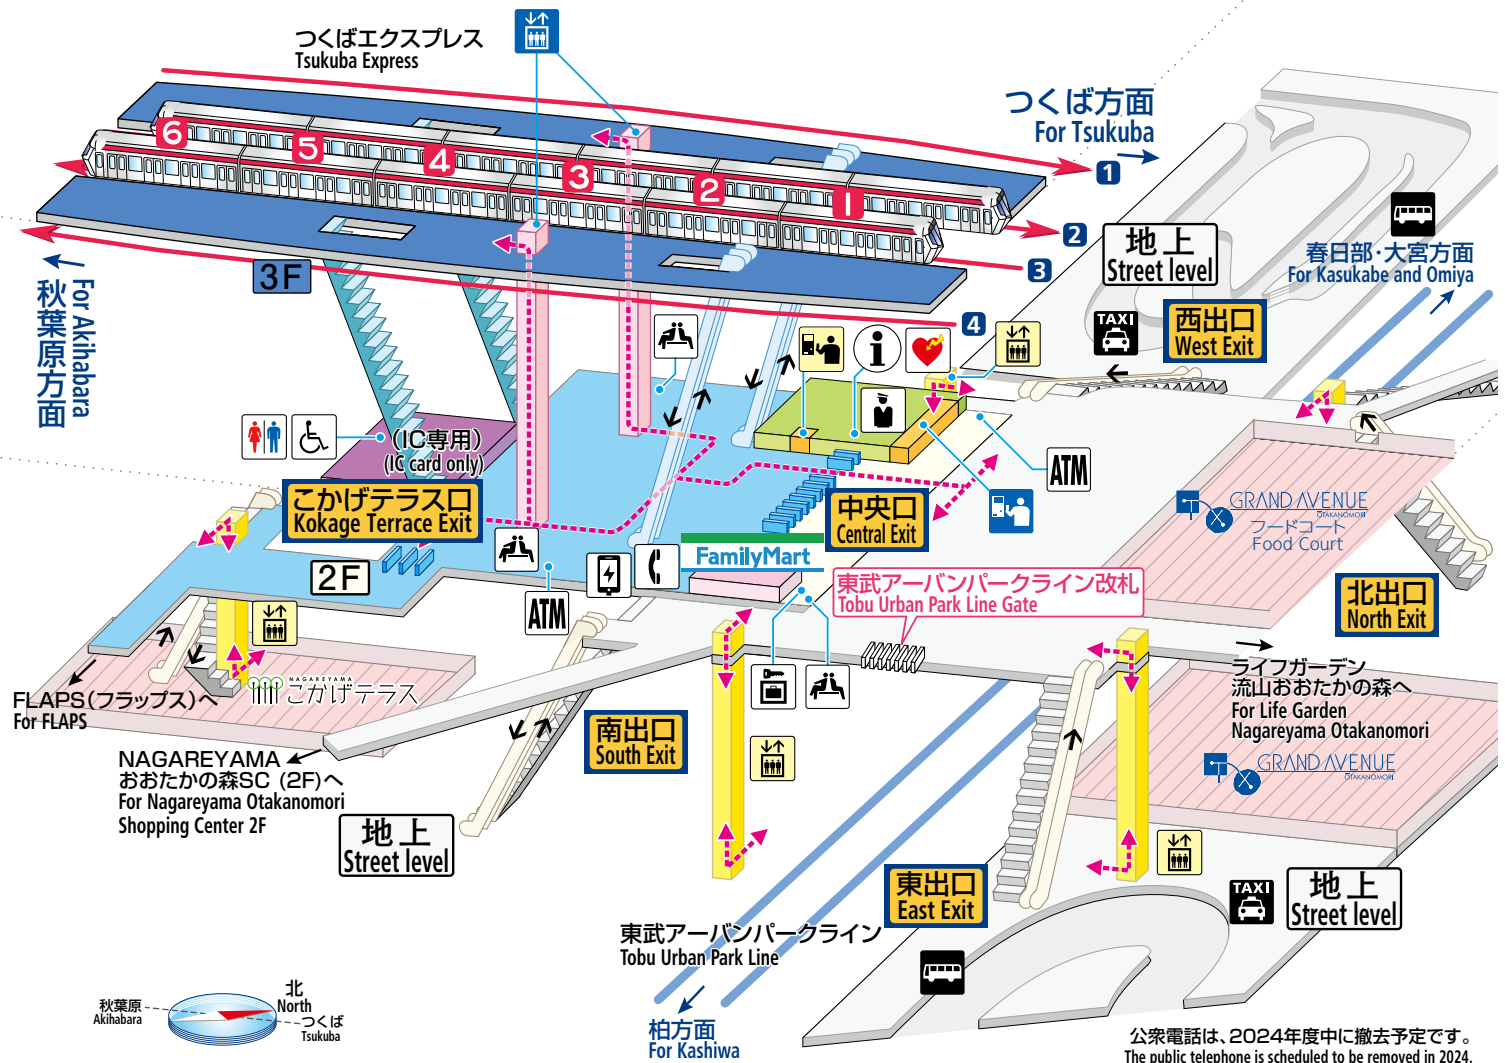 つくばエクスプレス
Tsukuba Express
つくば方面
For Tsukuba
6
5
4
3
2
1
1
2
3
4
3F
For Akihabara
秋葉原方面
地上
Street level
春日部・大宮方面
For Kasukabe and Omiya
TAXI
西出口
West Exit
(IC専用)
(IC card only)
こかげテラス口
Kokage Terrace Exit
ATM
中央口
Central Exit
GRAND AVENUE
OTAKANOMORI
フードコート
Food Court
2F
ATM
FamilyMart
東武アーバンパークライン改札
Tobu Urban Park Line Gate
北出口
North Exit
NAGAREYAMA
こかげテラス
FLAPS(フラップス)へ
For FLAPS
ライフガーデン
流山おおたかの森へ
For Life Garden
Nagareyama Otakanomori
南出口
South Exit
NAGAREYAMA
おおたかの森SC (2F)へ
For Nagareyama Otakanomori
Shopping Center 2F
GRAND AVENUE
OTAKANOMORI
地上
Street level
東出口
East Exit
TAXI
地上
Street level
東武アーバンパークライン
Tobu Urban Park Line
北
North
秋葉原
Akihabara
つくば
Tsukuba
柏方面
For Kashiwa
公衆電話は、2024年度中に撤去予定です。
The public telephone is scheduled to be removed in 2024.